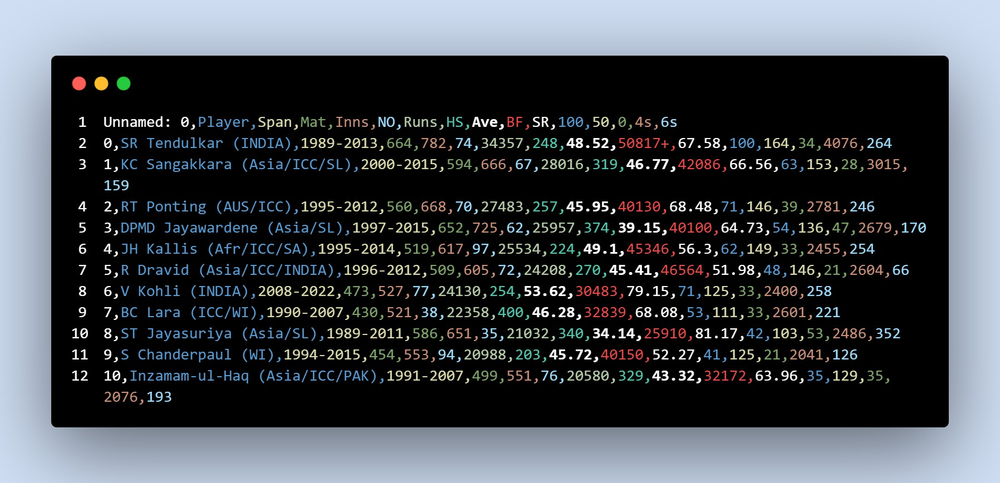 1 Unnamed: 0,Player,Span,Mat,Inns,NO,Runs,HS,Ave,BF,SR,100,50,0,4s,6s
2 0,SR Tendulkar (INDIA),1989-2013,664,782,74,34357,248,48.52,50817+,67.58,100,164,34,4076,264
3 1,KC Sangakkara (Asia/ICC/SL),2000-2015,594,666,67,28016,319,46.77,42086,66.56,63,153,28,3015,
159
4 2,RT Ponting (AUS/ICC),1995-2012,560,668,70,27483,257,45.95,40130,68.48,71,146,39,2781,246
5 3,DPMD Jayawardene (Asia/SL),1997-2015,652,725,62,25957,374,39.15,40100,64.73,54,136,47,2679,170
6 4,JH Kallis (Afr/ICC/SA),1995-2014,519,617,97,25534,224,49.1,45346,56.3,62,149,33,2455,254
7 5,R Dravid (Asia/ICC/INDIA),1996-2012,509,605,72,24208,270,45.41,46564,51.98,48,146,21,2604,66
8 6,V Kohli (INDIA),2008-2022,473,527,77,24130,254,53.62,30483,79.15,71,125,33,2400,258
9 7,BC Lara (ICC/WI),1990-2007,430,521,38,22358,400,46.28,32839,68.08,53,111,33,2601,221
10 8,ST Jayasuriya (Asia/SL),1989-2011,586,651,35,21032,340,34.14,25910,81.17,42,103,53,2486,352
11 9,S Chanderpaul (WI),1994-2015,454,553,94,20988,203,45.72,40150,52.27,41,125,21,2041,126
12 10,Inzamam-ul-Haq (Asia/ICC/PAK),1991-2007,499,551,76,20580,329,43.32,32172,63.96,35,129,35,
2076,193